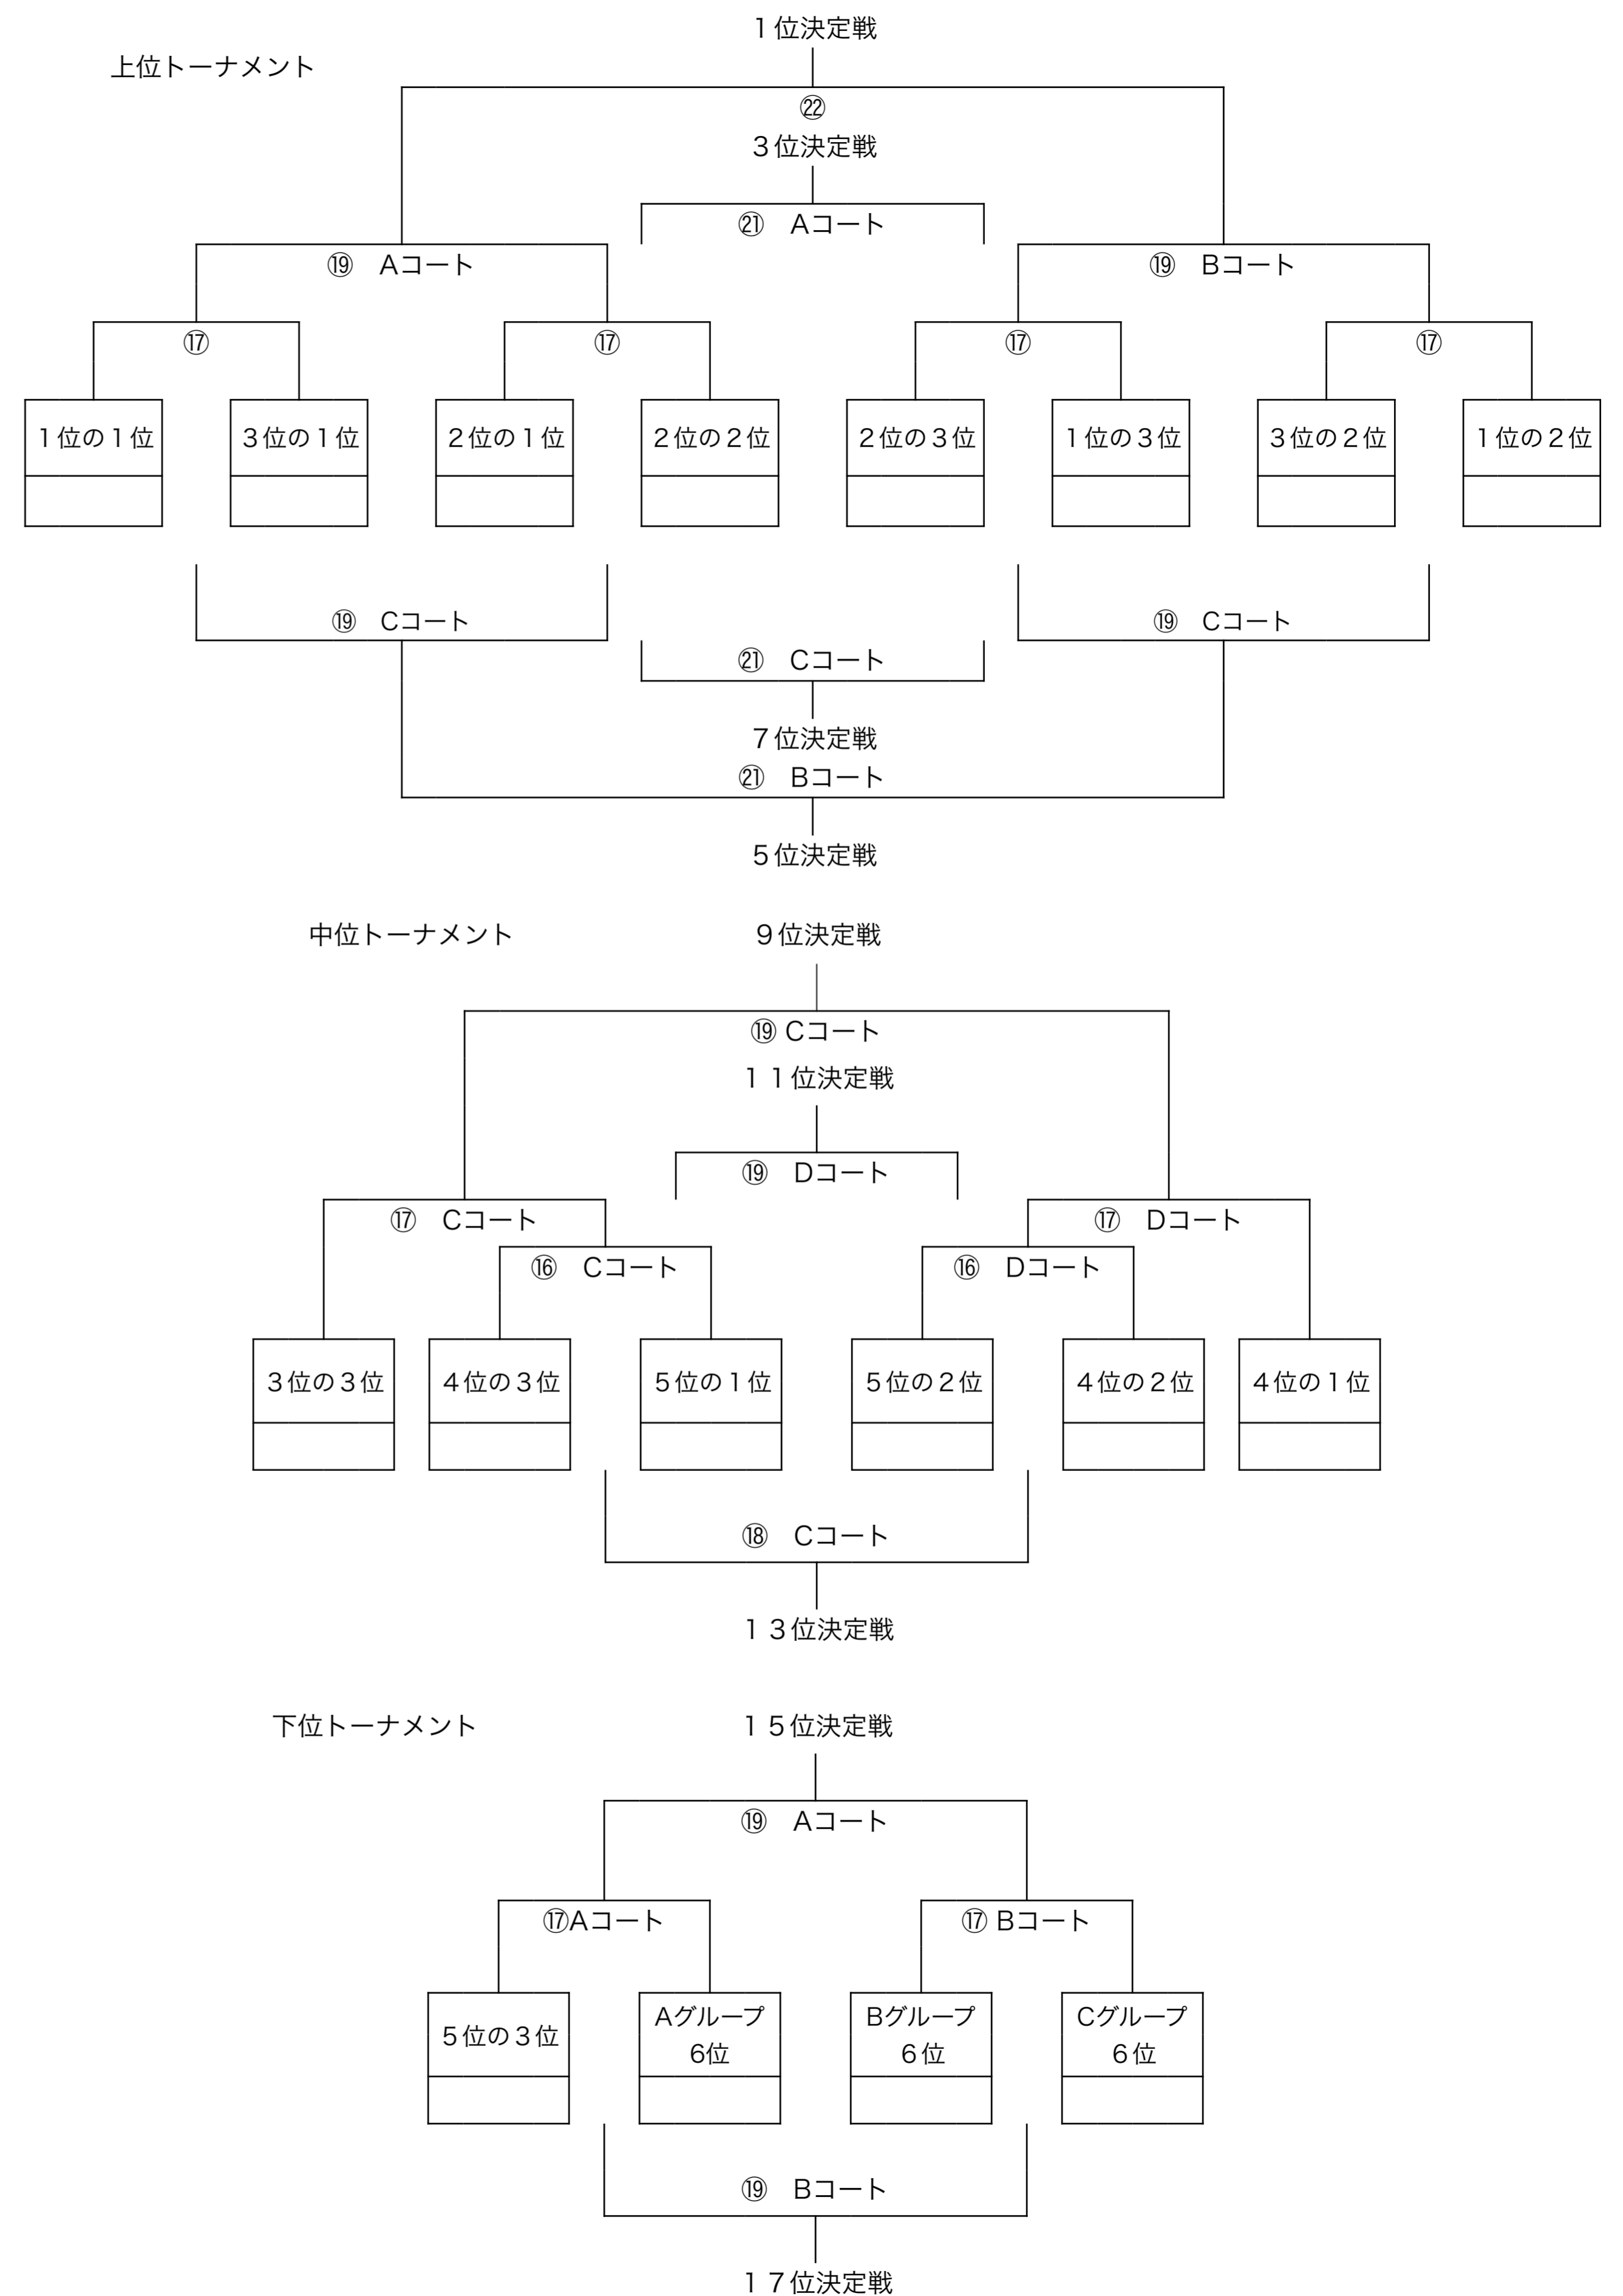 １位決定戦
上位トーナメント
㉒
３位決定戦
㉑　Aコート
⑲　Aコート
⑲　Bコート
⑰
⑰
⑰
⑰
１位の１位
３位の１位
２位の１位
２位の２位
２位の３位
１位の３位
３位の２位
１位の２位
⑲　Cコート
⑲　Cコート
㉑　Cコート
７位決定戦
㉑　Bコート
５位決定戦
中位トーナメント
９位決定戦
⑲ Cコート
１１位決定戦
⑲　Dコート
⑰　Cコート
⑰　Dコート
⑯　Cコート
⑯　Dコート
３位の３位
４位の３位
５位の１位
５位の２位
４位の２位
４位の１位
⑱　Cコート
１３位決定戦
下位トーナメント
１５位決定戦
⑲　Aコート
⑰Aコート
⑰ Bコート
５位の３位
Aグループ
6位
Bグループ
６位
Cグループ
６位
⑲　Bコート
１７位決定戦